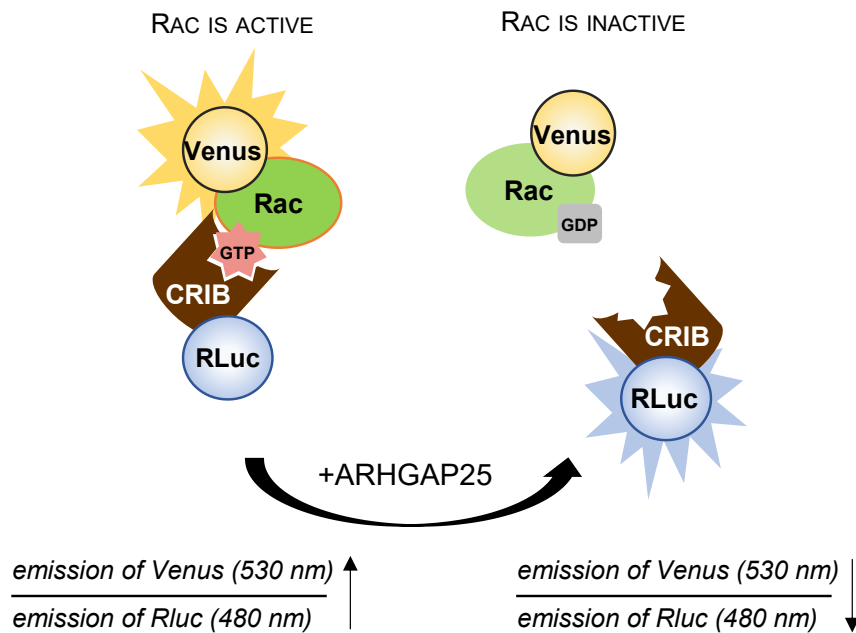 RAC IS ACTIVE
RAC IS INACTIVE
Venus
Rac
GTP
CRIB
RLuc
Venus
Rac
GDP
CRIB
RLuc
+ARHGAP25
emission of Venus (530 nm)
emission of Rluc (480 nm)
emission of Venus (530 nm)
emission of Rluc (480 nm)